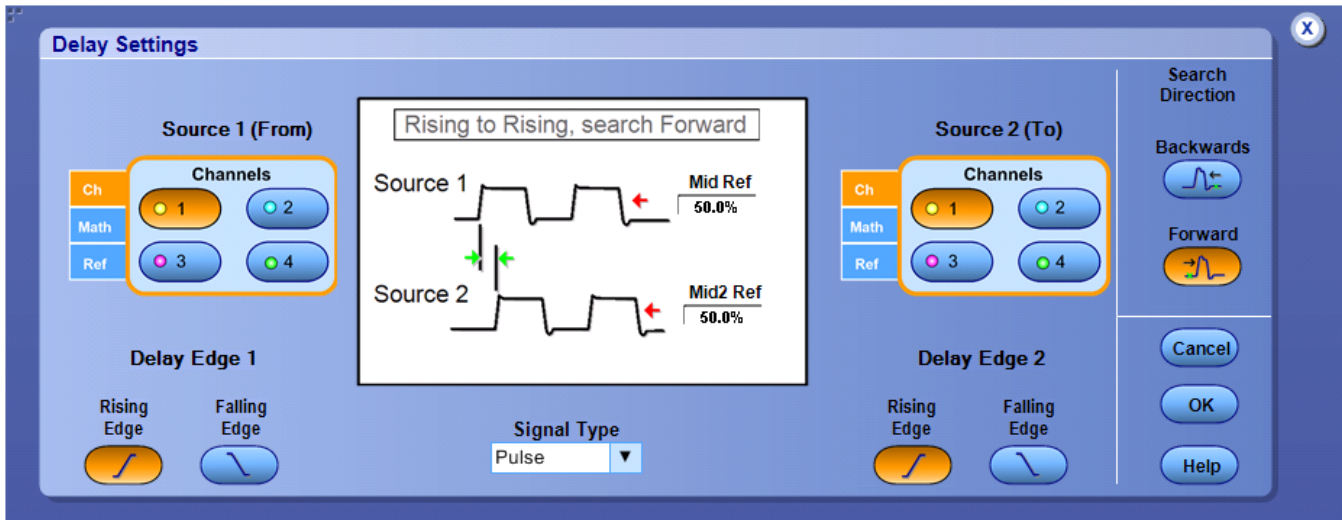 Delay Settings
X
Source 1 (From)
Channels
Ch
Math
Ref
1
2
3
4
Delay Edge 1
Rising
Edge
Falling
Edge
Rising to Rising, search Forward
Source 1
Mid Ref
50.0%
Source 2
Mid2 Ref
50.0%
Signal Type
Pulse
Source 2 (To)
Channels
Ch
Math
Ref
1
2
3
4
Delay Edge 2
Rising
Edge
Falling
Edge
Search
Direction
Backwards
Forward
Cancel
OK
Help